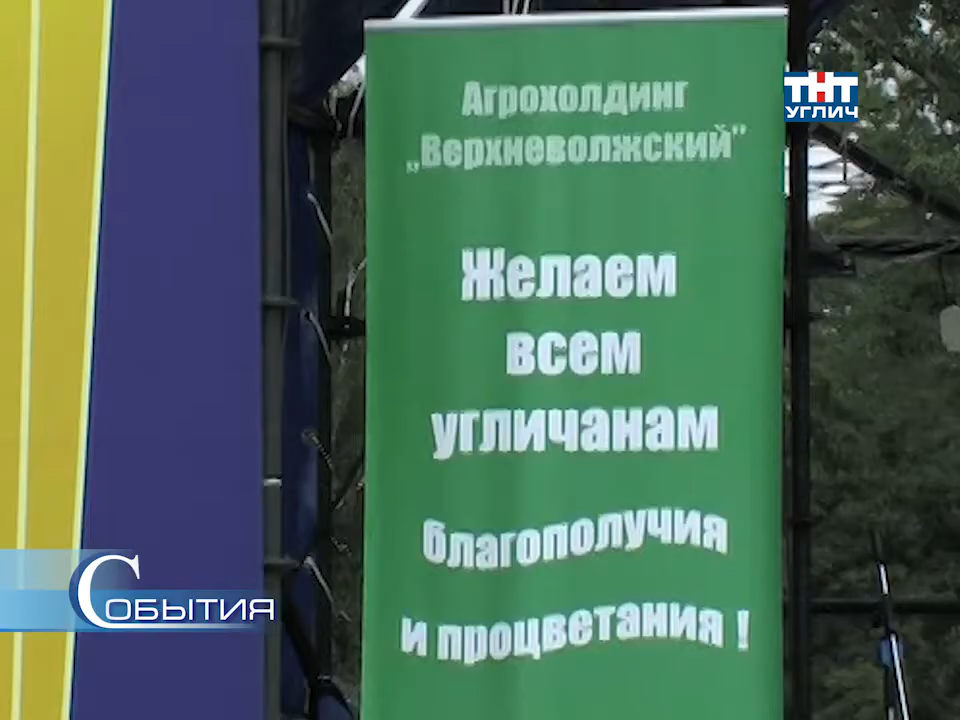 Агрохолдинг
„Верхневолжский"
Желаем
всем
угличанам
благополучия
и процветания !
ТНТ
УГЛИЧ
События